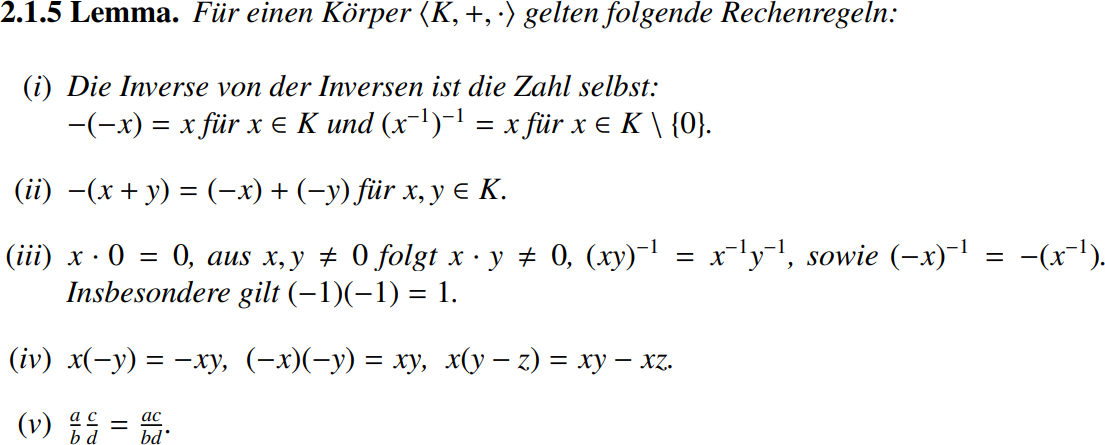 2.1.5 Lemma. Für einen Körper ⟨K, +, ·⟩ gelten folgende Rechenregeln:
(i) Die Inverse von der Inversen ist die Zahl selbst:
−(−x) = x für x ∈ K und (x⁻¹)⁻¹ = x für x ∈ K \ {0}.
(ii) −(x + y) = (−x) + (−y) für x, y ∈ K.
(iii) x · 0 = 0, aus x, y ≠ 0 folgt x · y ≠ 0, (xy)⁻¹ = x⁻¹y⁻¹, sowie (−x)⁻¹ = −(x⁻¹).
Insbesondere gilt (−1)(−1) = 1.
(iv) x(−y) = −xy, (−x)(−y) = xy, x(y − z) = xy − xz.
(v) a/b c/d = ac/bd.